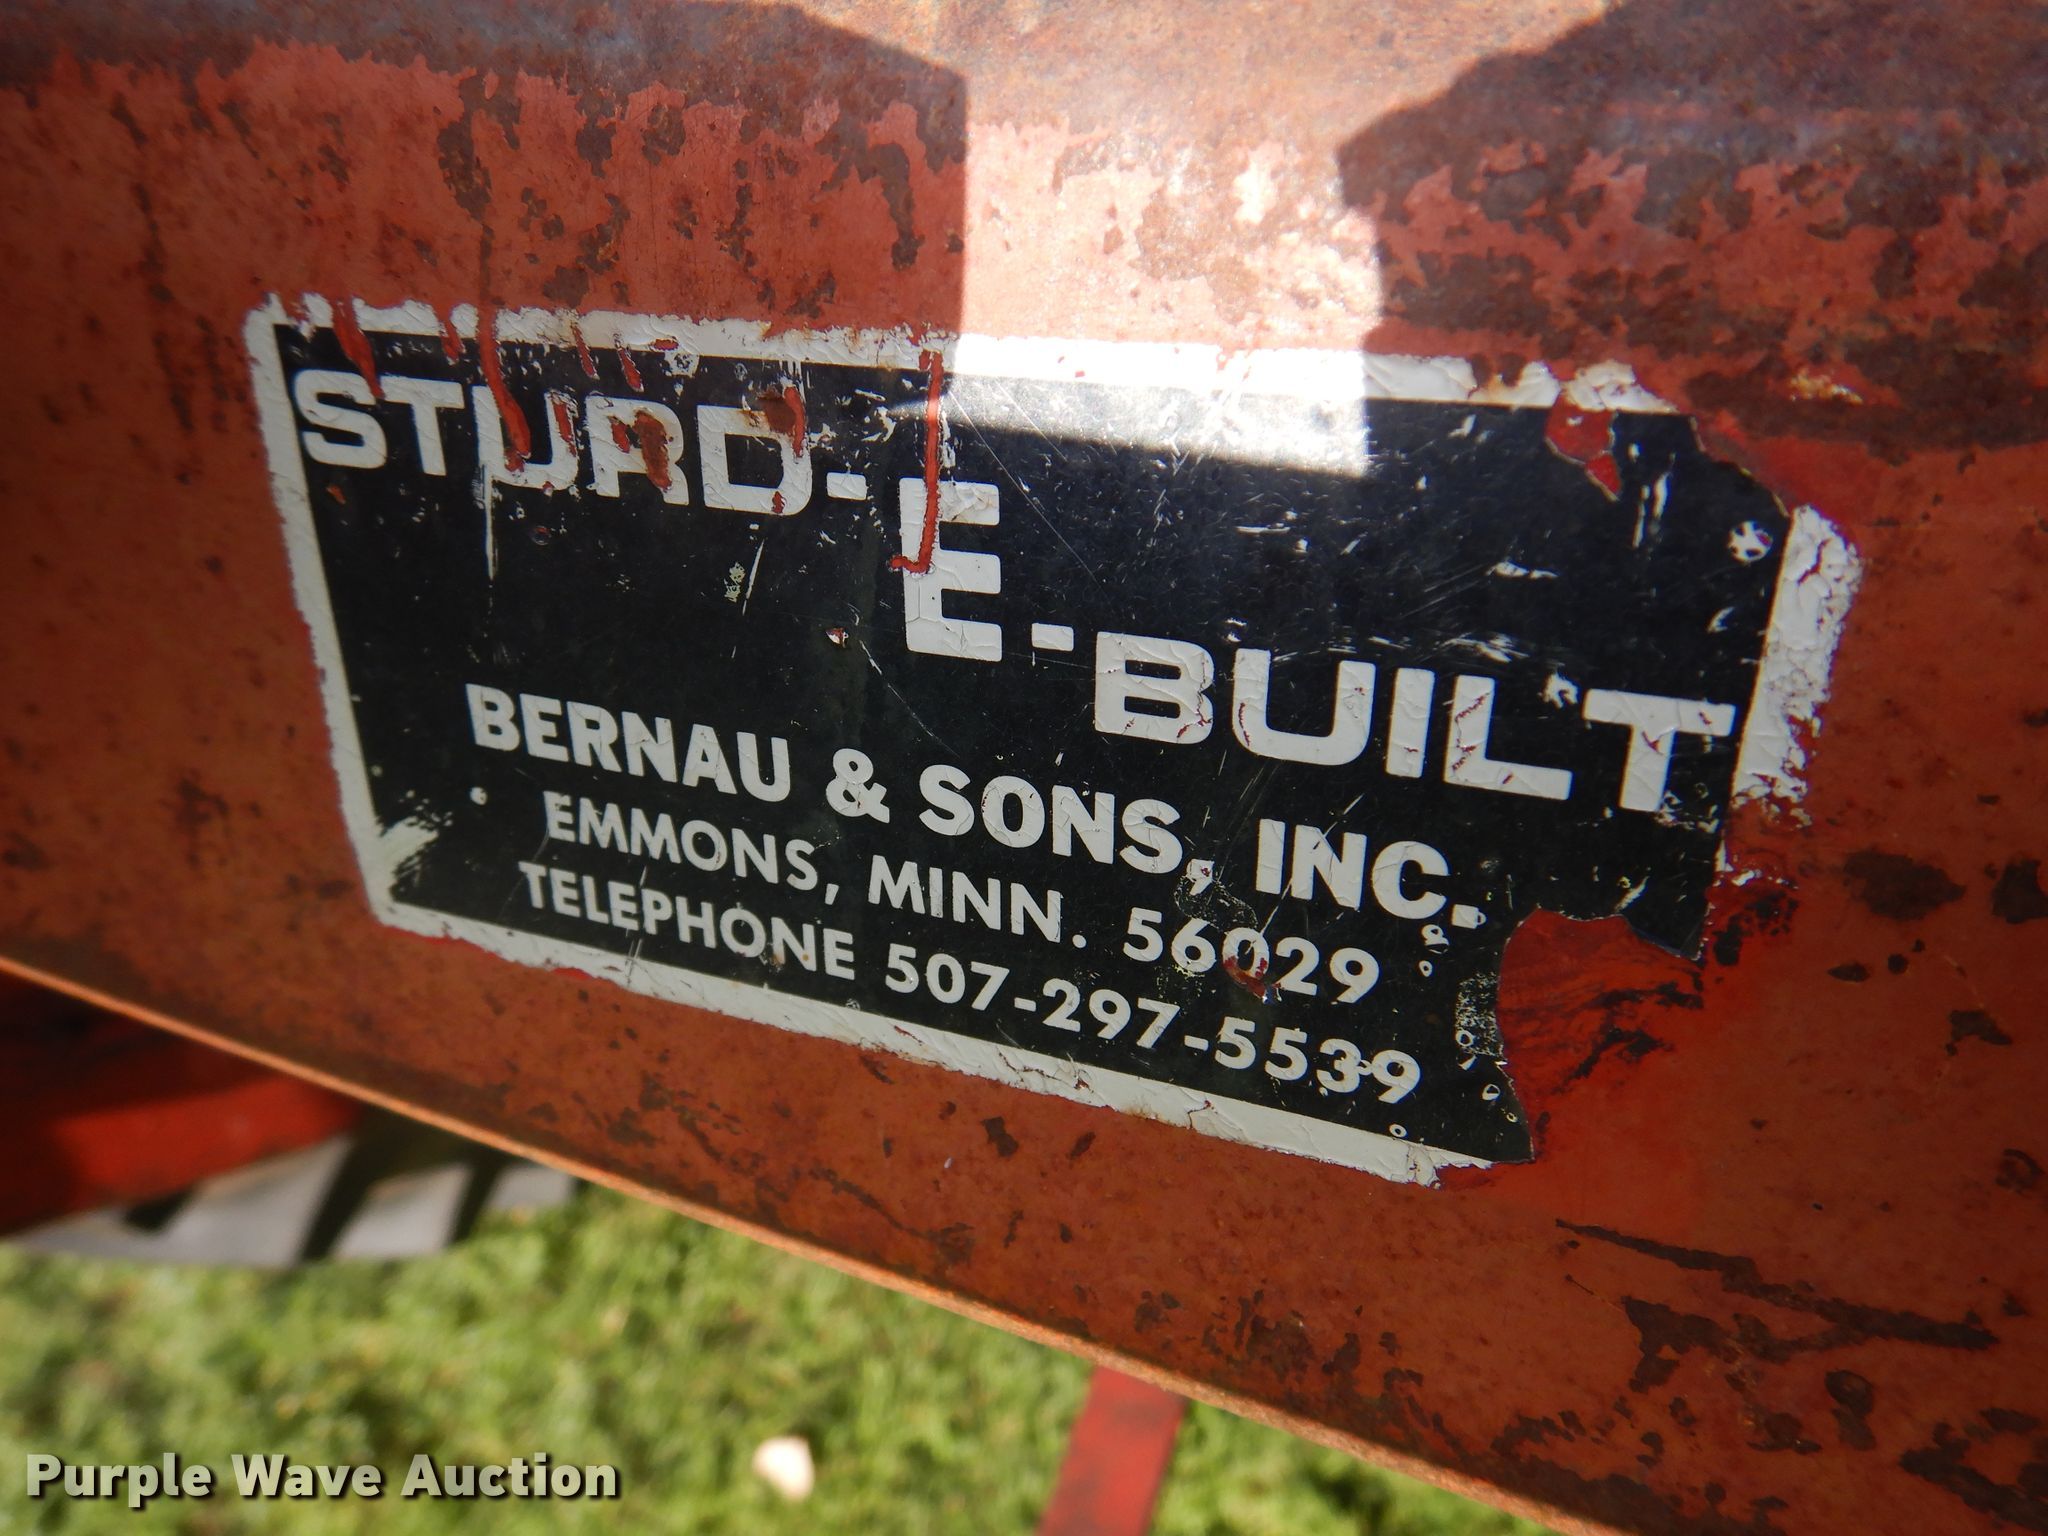 STURD-E-BUILT
BERNAU & SONS, INC.
EMMONS, MINN. 56029
TELEPHONE 507-297-5539
Purple Wave Auction